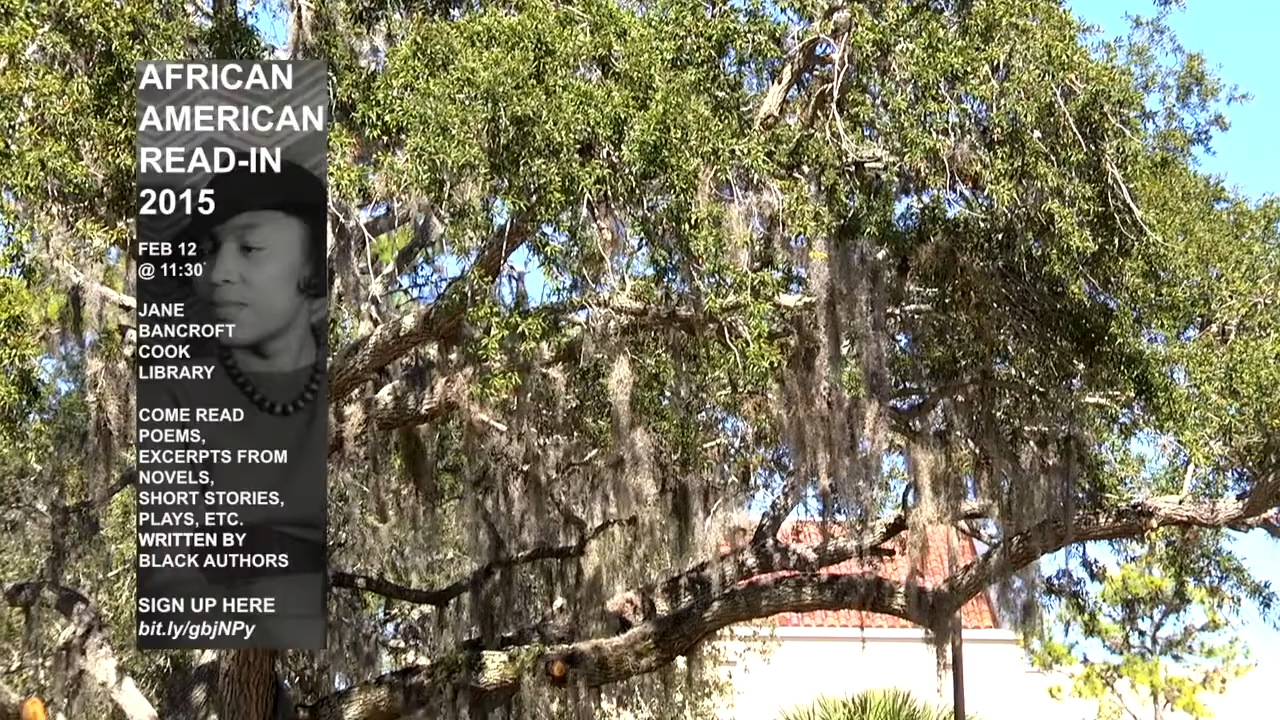 AFRICAN
AMERICAN
READ-IN
2015
FEB 12
@ 11:30
JANE
BANCROFT
COOK
LIBRARY
COME READ
POEMS,
EXCERPTS FROM
NOVELS,
SHORT STORIES,
PLAYS, ETC.
WRITTEN BY
BLACK AUTHORS
SIGN UP HERE
bit.ly/gbjNPy